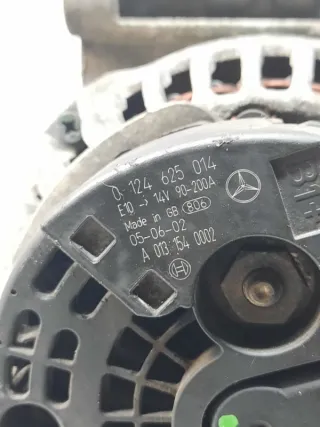 0 124 625 014
E10 → 14V 90-200A
Made in GB 806
05-06-02
A 013 154 0002